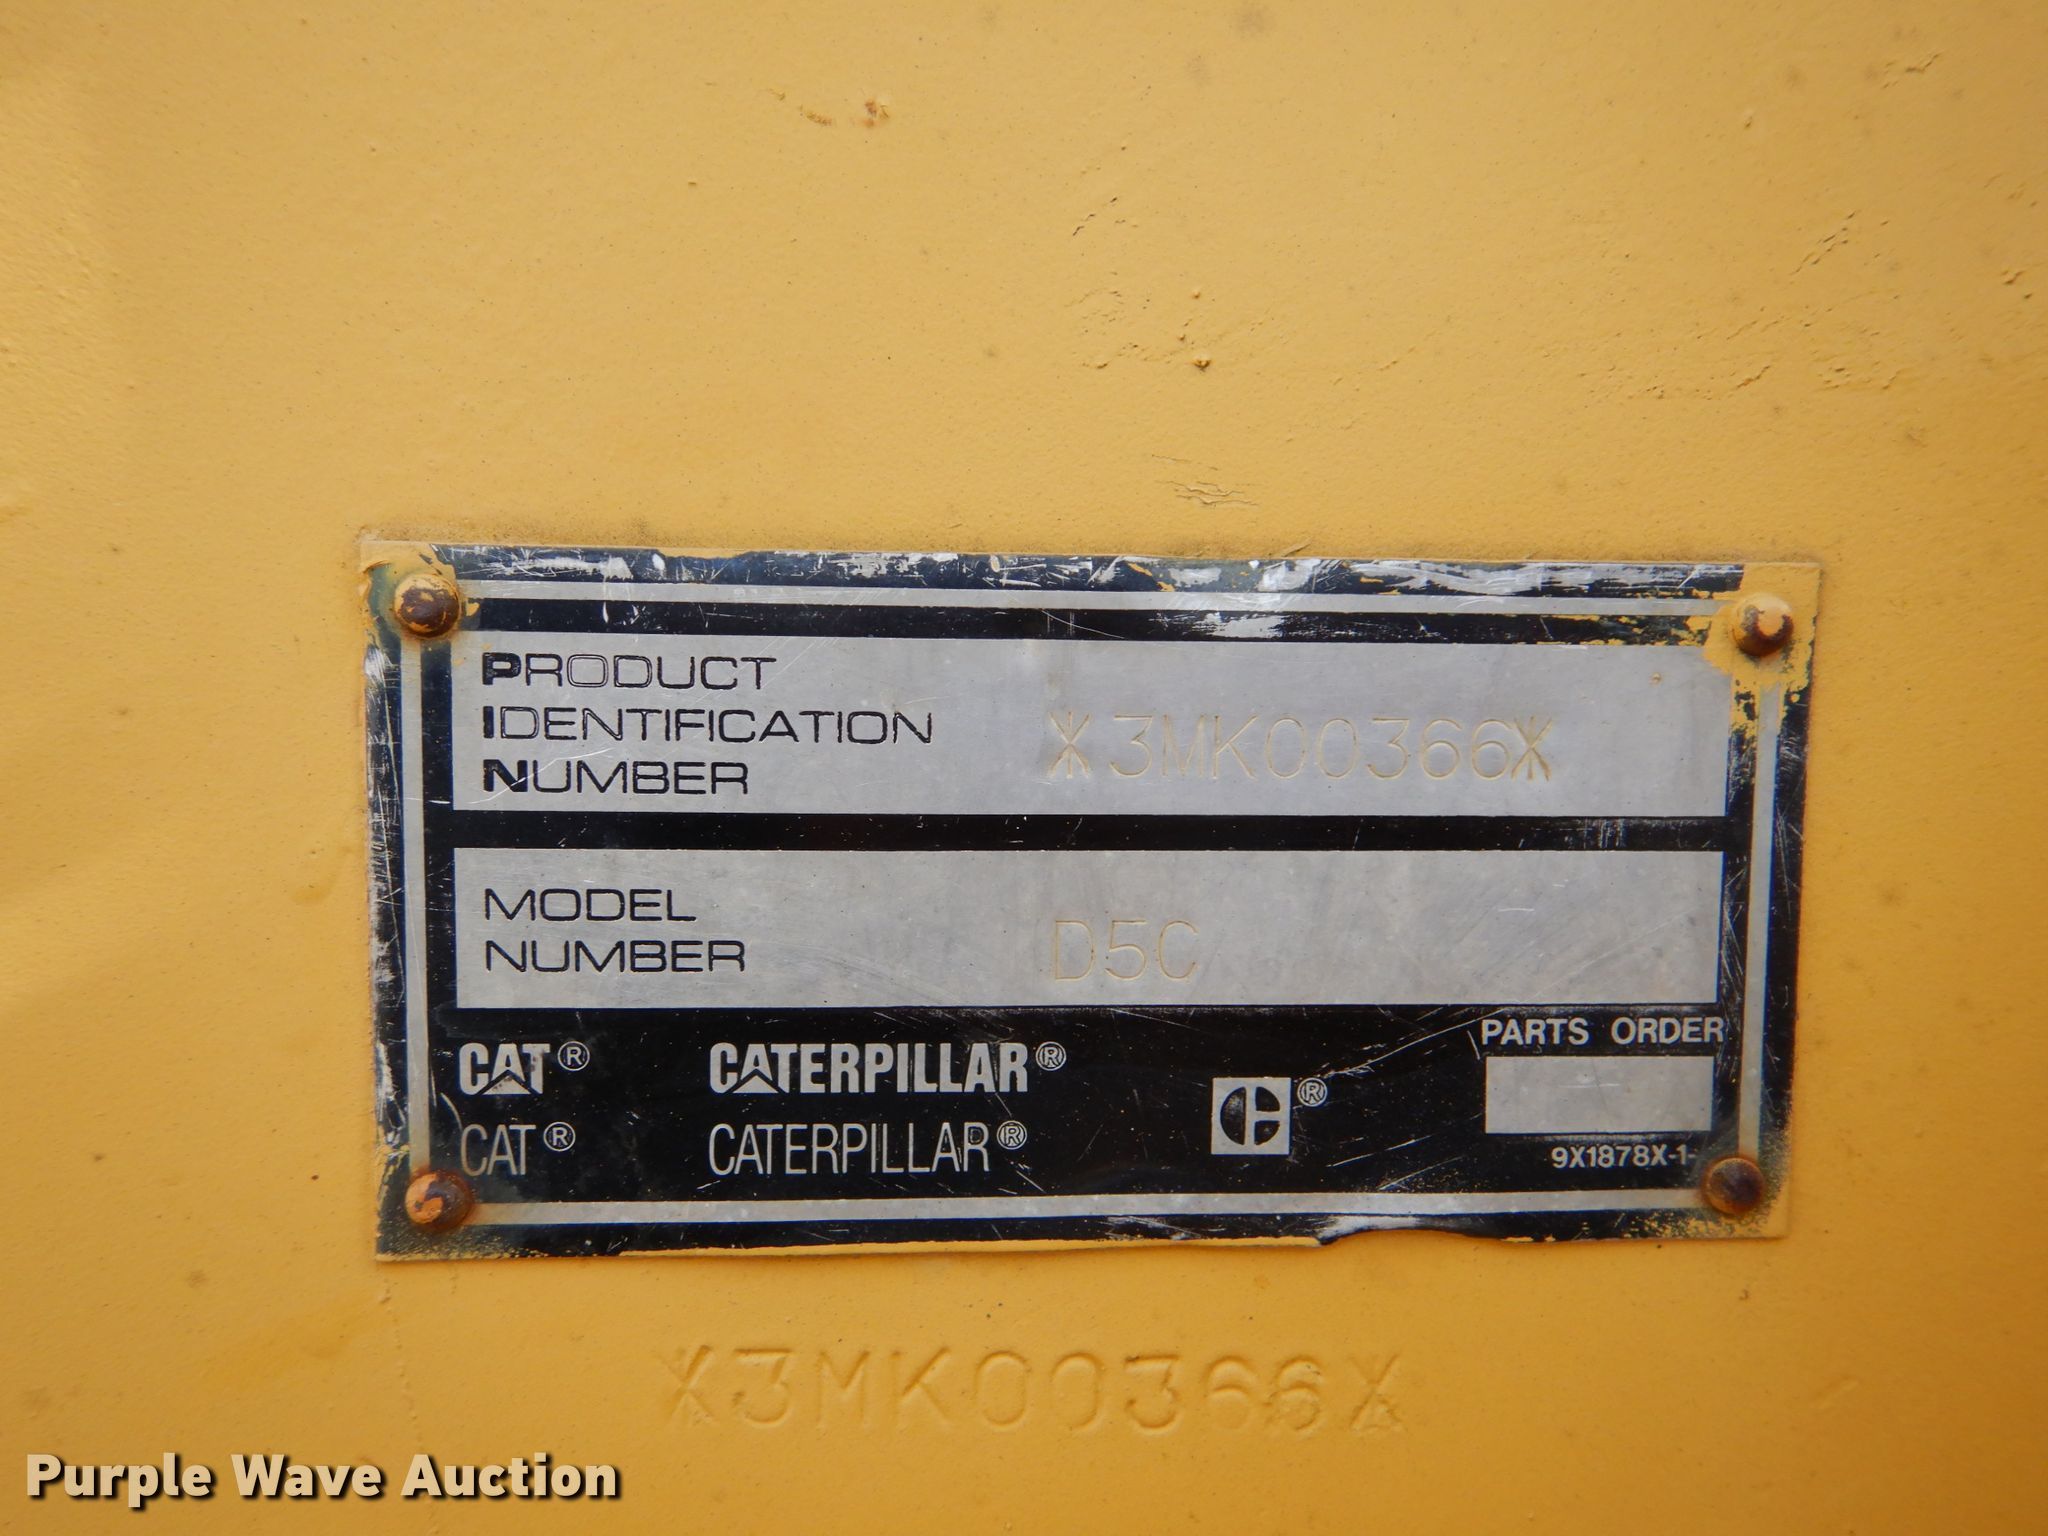 PRODUCT
IDENTIFICATION
NUMBER
*3MK00366*
MODEL
NUMBER
D5C
CAT® CATERPILLAR®
CAT® CATERPILLAR®
C®
PARTS ORDER
9X1878X-1-
*3MK00366*
Purple Wave Auction